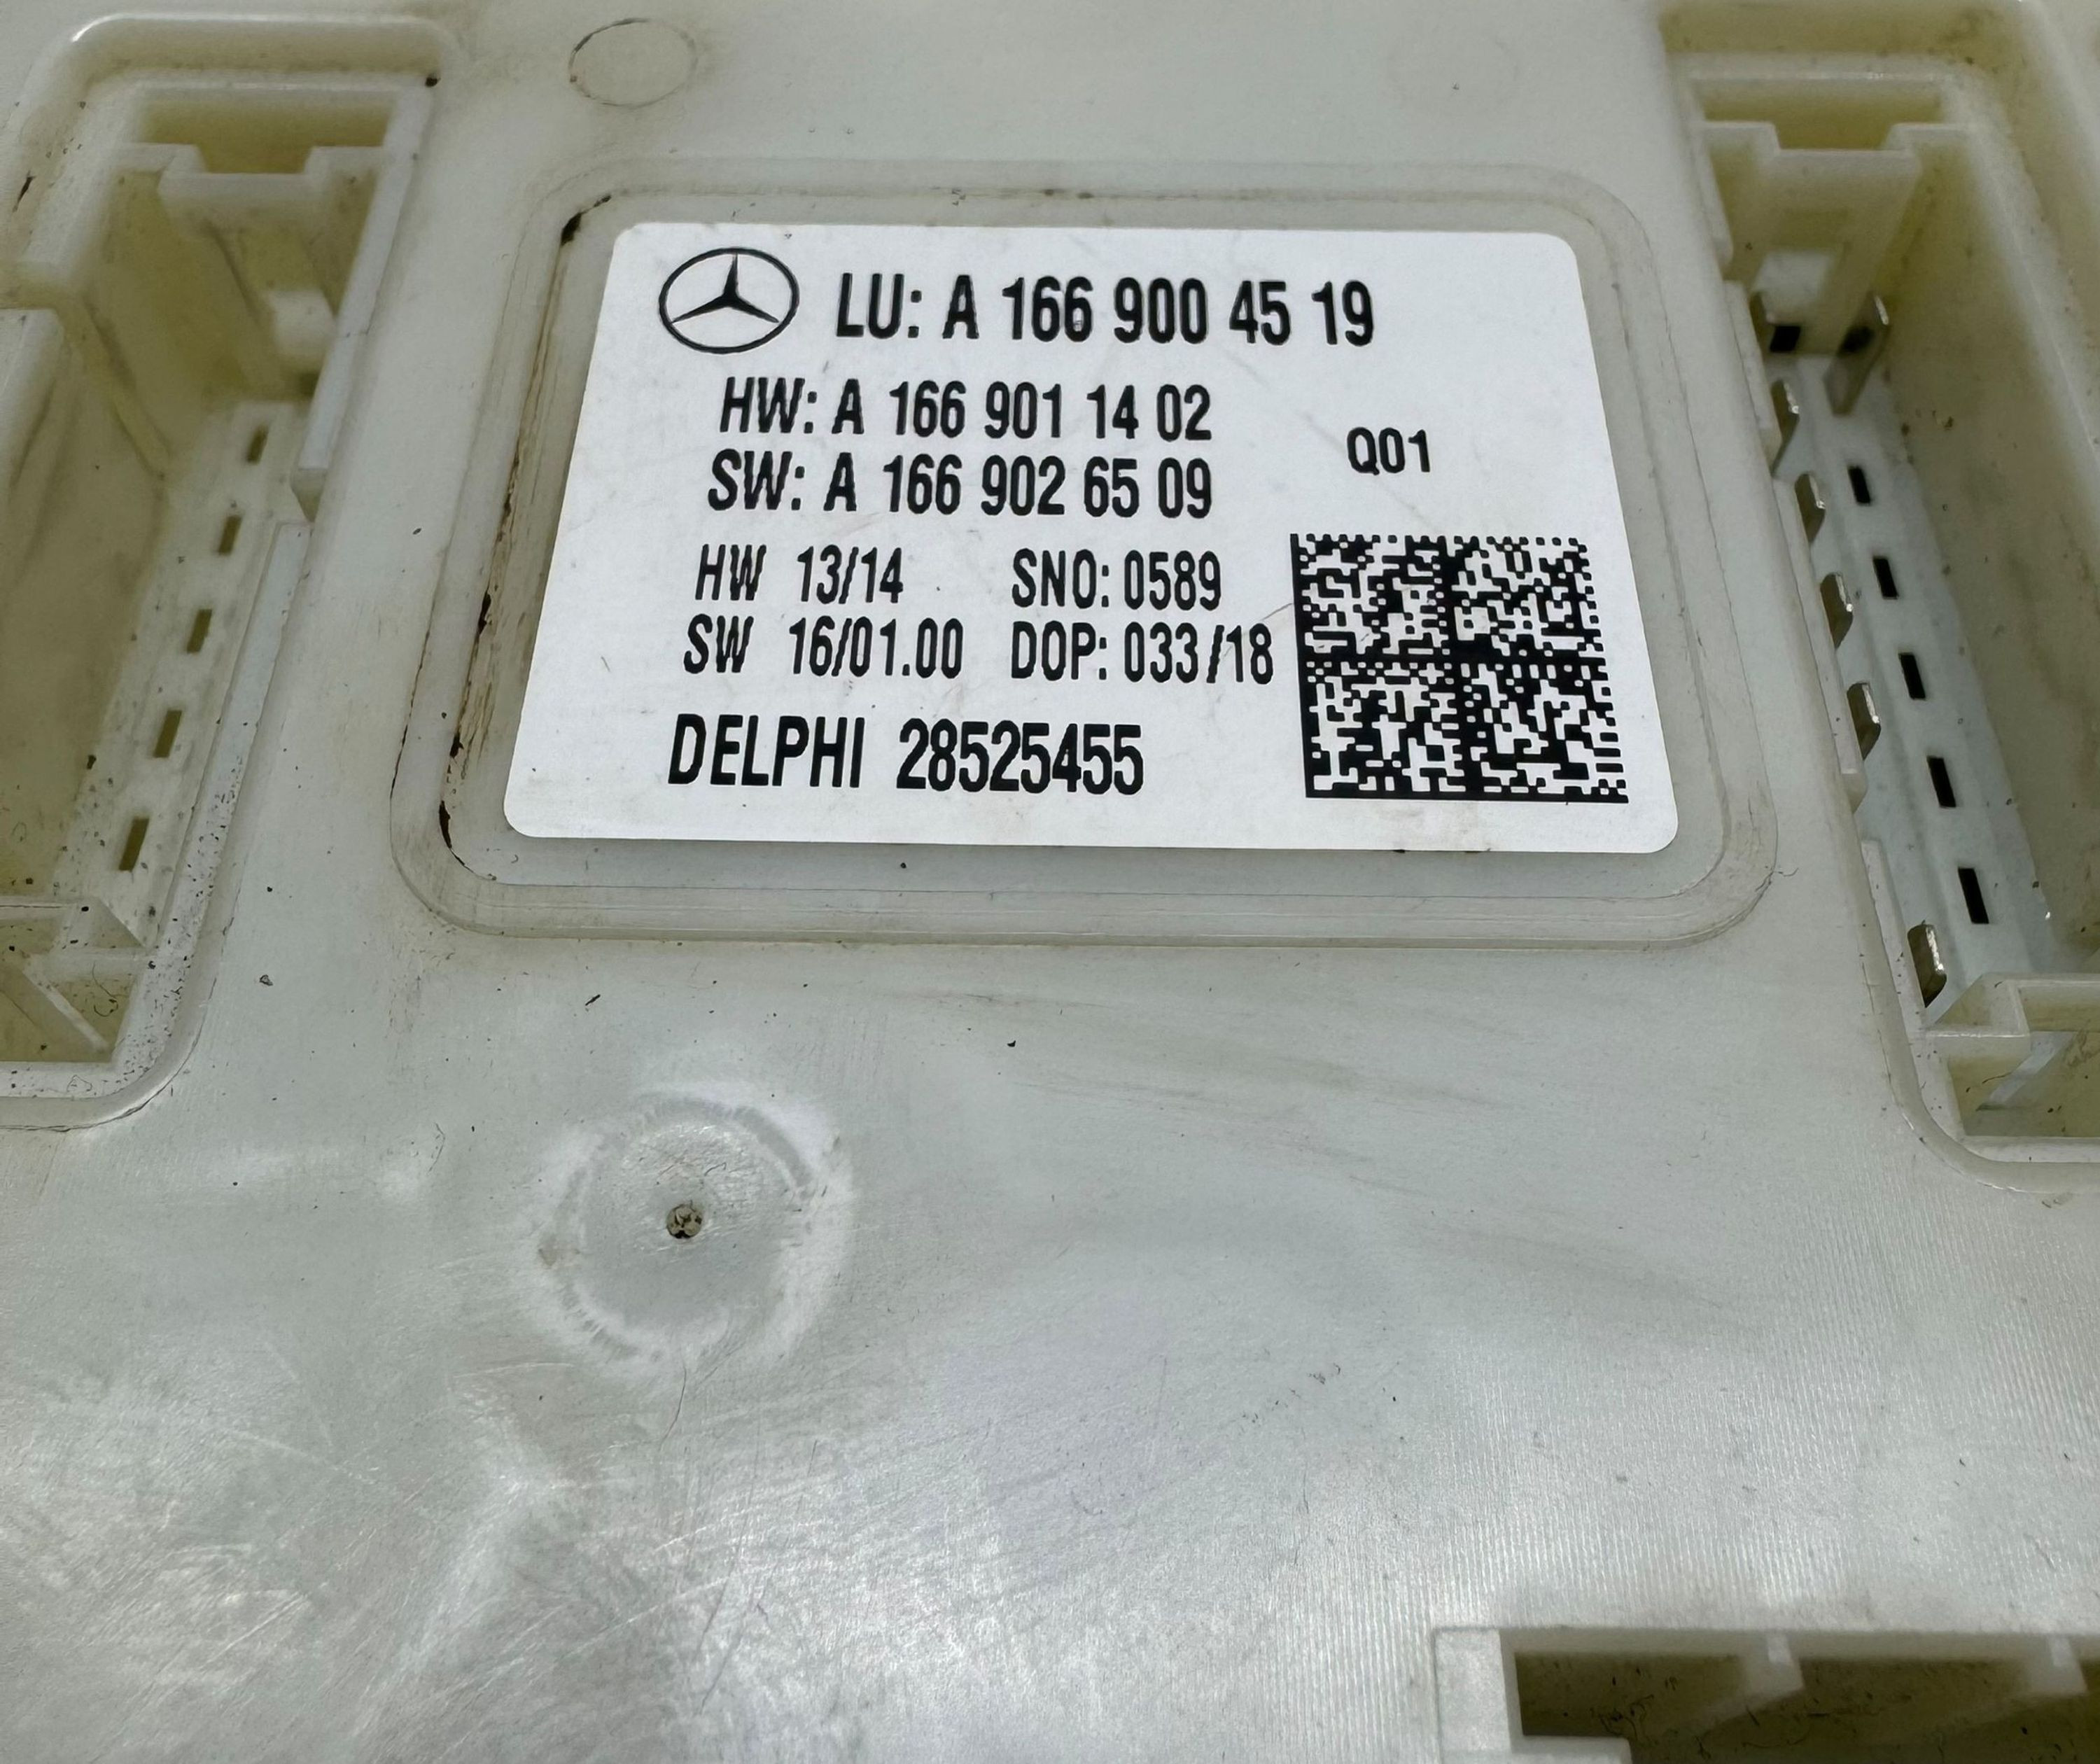 LU: A 166 900 45 19
HW: A 166 901 14 02
SW: A 166 902 65 09
Q01
HW 13/14 SNO: 0589
SW 16/01.00 DOP: 033/18
DELPHI 28525455